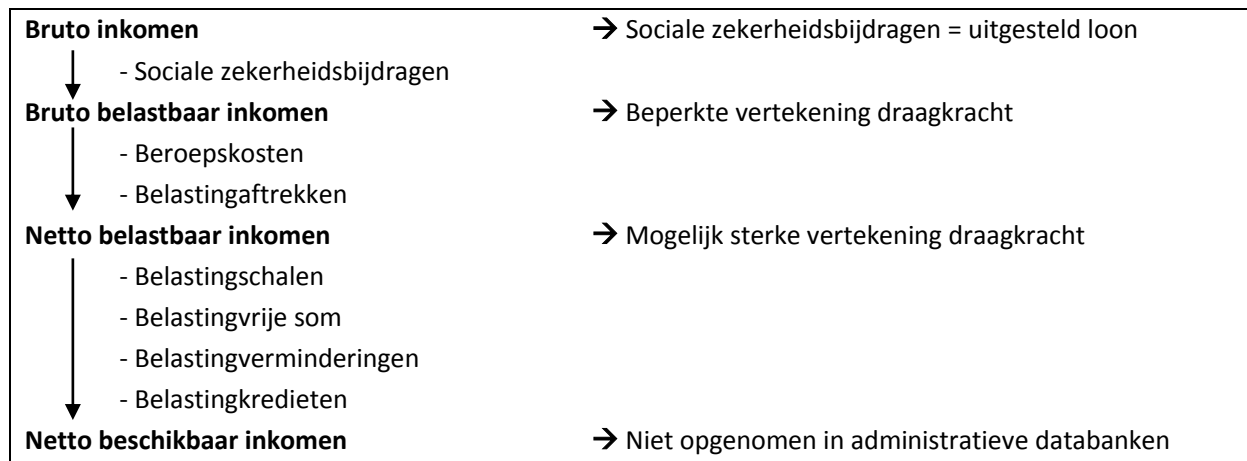 Bruto inkomen → Sociale zekerheidsbijdragen = uitgesteld loon
- Sociale zekerheidsbijdragen
Bruto belastbaar inkomen → Beperkte vertekening draagkracht
- Beroepskosten
- Belastingaftrekken
Netto belastbaar inkomen → Mogelijk sterke vertekening draagkracht
- Belastingschalen
- Belastingvrije som
- Belastingverminderingen
- Belastingkredieten
Netto beschikbaar inkomen → Niet opgenomen in administratieve databanken